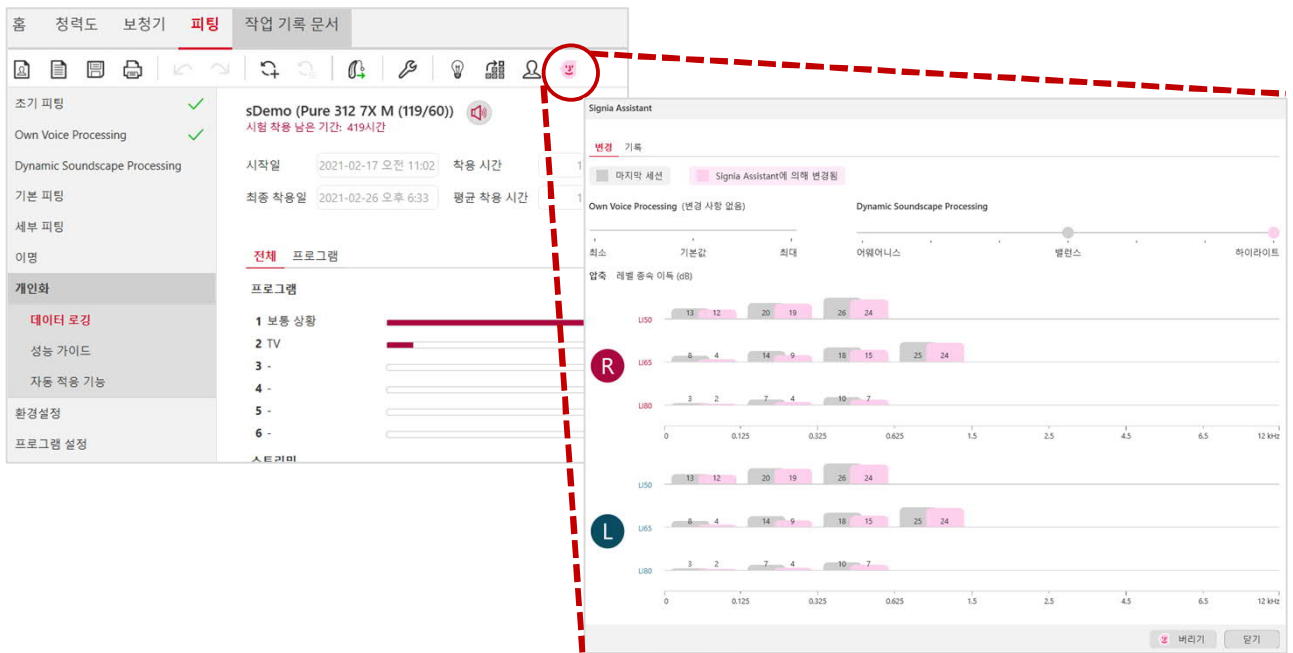 홈 청력도 보청기 피팅 작업 기록 문서
초기 피팅
Own Voice Processing
Dynamic Soundscape Processing
기본 피팅
세부 피팅
이명
개인화
데이터 로깅
성능 가이드
자동 적응 기능
환경설정
프로그램 설정
sDemo (Pure 312 7X M (119/60))
시험 착용 남은 기간: 419시간
시작일 2021-02-17 오전 11:02 착용 시간 1
최종 착용일 2021-02-26 오후 6:33 평균 착용 시간 1
전체 프로그램
프로그램
1 보통 상황
2 TV
3 -
4 -
5 -
6 -
스트리밍
Signia Assistant
변경 기록
마지막 세션 Signia Assistant에 의해 변경됨
Own Voice Processing (변경 사항 없음) Dynamic Soundscape Processing
최소 기본값 최대 어웨어니스 밸런스 하이라이트
압축 레벨 종속 이득 (dB)
R
LI50 13 12 20 19 26 24
LI65 8 4 14 9 18 15 25 24
LI80 3 2 7 4 10 7
0 0.125 0.325 0.625 1.5 2.5 4.5 6.5 12 kHz
L
LI50 13 12 20 19 26 24
LI65 8 4 14 9 18 15 25 24
LI80 3 2 7 4 10 7
0 0.125 0.325 0.625 1.5 2.5 4.5 6.5 12 kHz
버리기 닫기